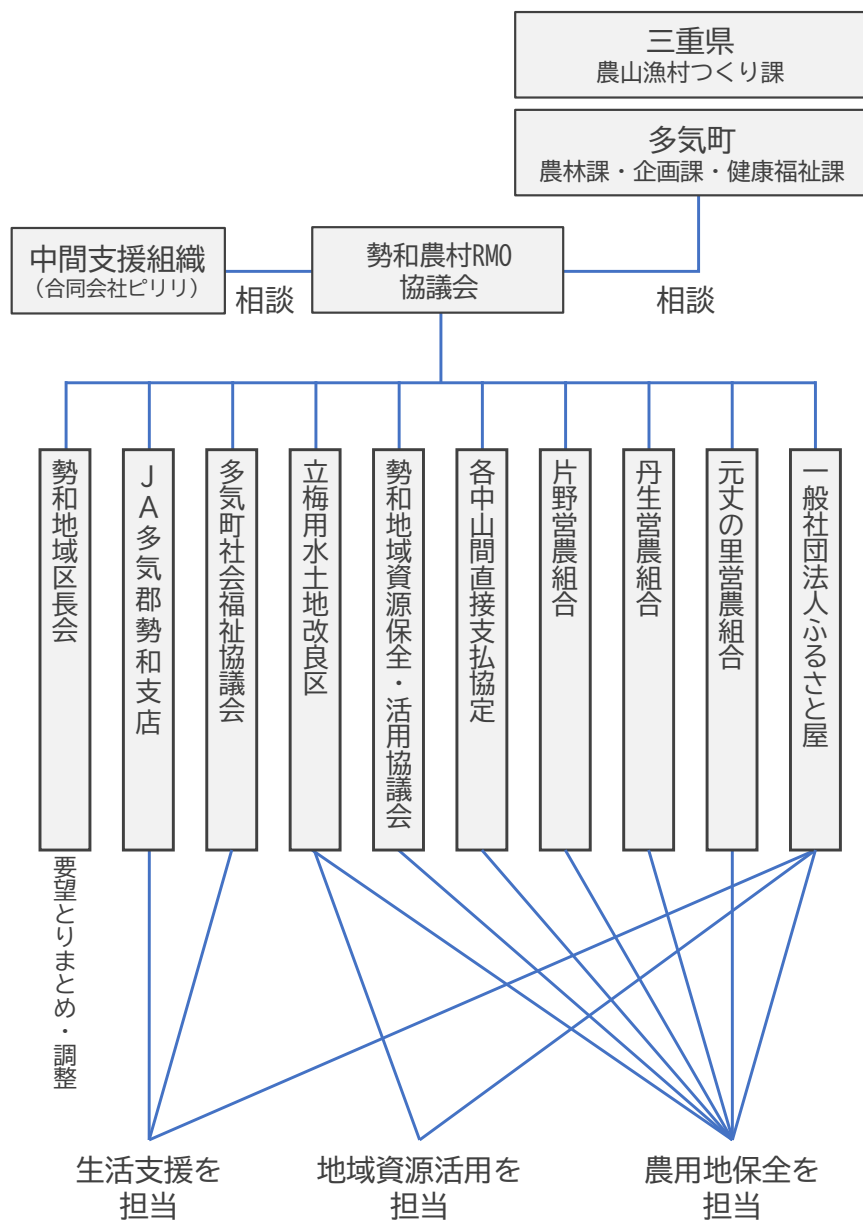 三重県
農山漁村つくり課
多気町
農林課・企画課・健康福祉課
中間支援組織
（合同会社ピリリ）
相談
勢和農村RMO
協議会
相談
勢和地域区長会
ＪＡ多気郡勢和支店
多気町社会福祉協議会
立梅用水土地改良区
勢和地域資源保全・活用協議会
各中山間直接支払協定
片野営農組合
丹生営農組合
元丈の里営農組合
一般社団法人ふるさと屋
要望とりまとめ・調整
生活支援を
担当
地域資源活用を
担当
農用地保全を
担当